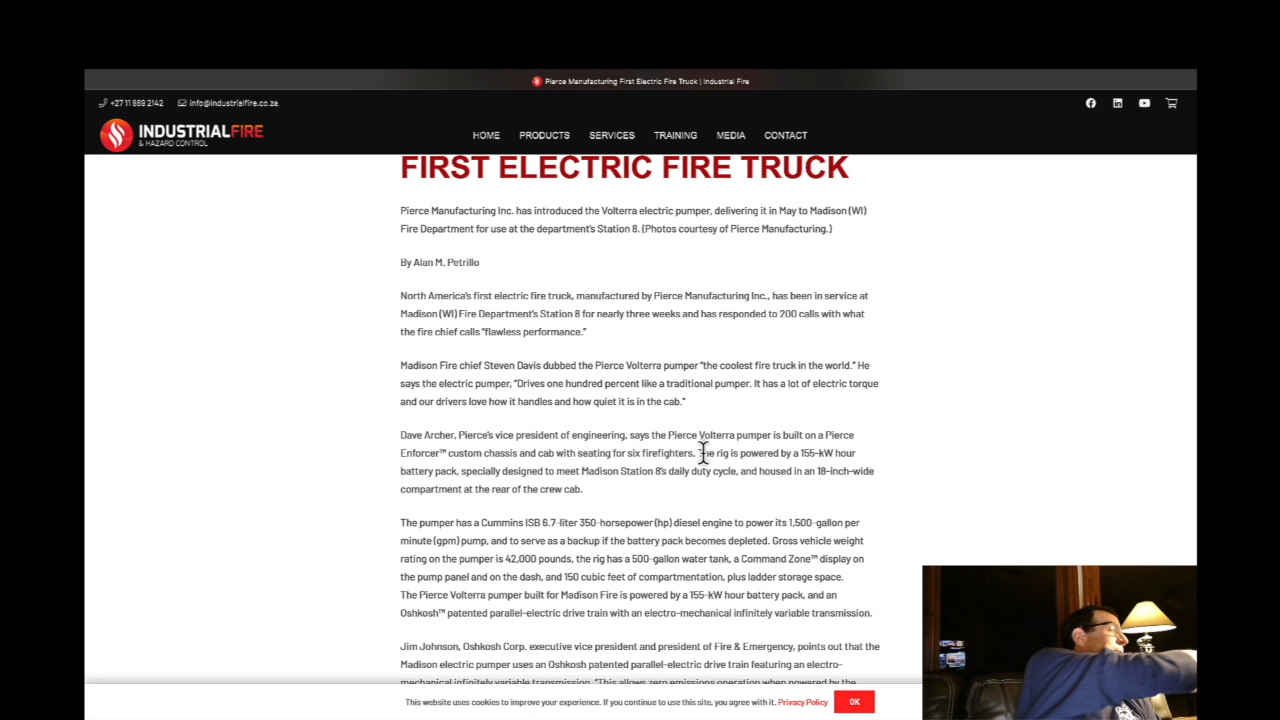 Pierce Manufacturing First Electric Fire Truck | Industrial Fire
+27 11 869 2142 info@industrialfire.co.za
INDUSTRIALFIRE
& HAZARD CONTROL
HOME PRODUCTS SERVICES TRAINING MEDIA CONTACT
FIRST ELECTRIC FIRE TRUCK
Pierce Manufacturing Inc. has introduced the Volterra electric pumper, delivering it in May to Madison (WI)
Fire Department for use at the department's Station 8. (Photos courtesy of Pierce Manufacturing.)
By Alan M. Petrillo
North America's first electric fire truck, manufactured by Pierce Manufacturing Inc., has been in service at
Madison (WI) Fire Department's Station 8 for nearly three weeks and has responded to 200 calls with what
the fire chief calls "flawless performance."
Madison Fire chief Steven Davis dubbed the Pierce Volterra pumper "the coolest fire truck in the world." He
says the electric pumper, "Drives one hundred percent like a traditional pumper. It has a lot of electric torque
and our drivers love how it handles and how quiet it is in the cab."
Dave Archer, Pierce's vice president of engineering, says the Pierce Volterra pumper is built on a Pierce
Enforcer™ custom chassis and cab with seating for six firefighters. The rig is powered by a 155-kW hour
battery pack, specially designed to meet Madison Station 8's daily duty cycle, and housed in an 18-inch-wide
compartment at the rear of the crew cab.
The pumper has a Cummins ISB 6.7-liter 350-horsepower (hp) diesel engine to power its 1,500-gallon per
minute (gpm) pump, and to serve as a backup if the battery pack becomes depleted. Gross vehicle weight
rating on the pumper is 42,000 pounds, the rig has a 500-gallon water tank, a Command Zone™ display on
the pump panel and on the dash, and 150 cubic feet of compartmentation, plus ladder storage space.
The Pierce Volterra pumper built for Madison Fire is powered by a 155-kW hour battery pack, and an
Oshkosh™ patented parallel-electric drive train with an electro-mechanical infinitely variable transmission.
Jim Johnson, Oshkosh Corp. executive vice president and president of Fire & Emergency, points out that the
Madison electric pumper uses an Oshkosh patented parallel-electric drive train featuring an electro-
mechanical infinitely variable transmission. "This allows zero emissions operation when powered by the
This website uses cookies to improve your experience. If you continue to use this site, you agree with it. Privacy Policy OK